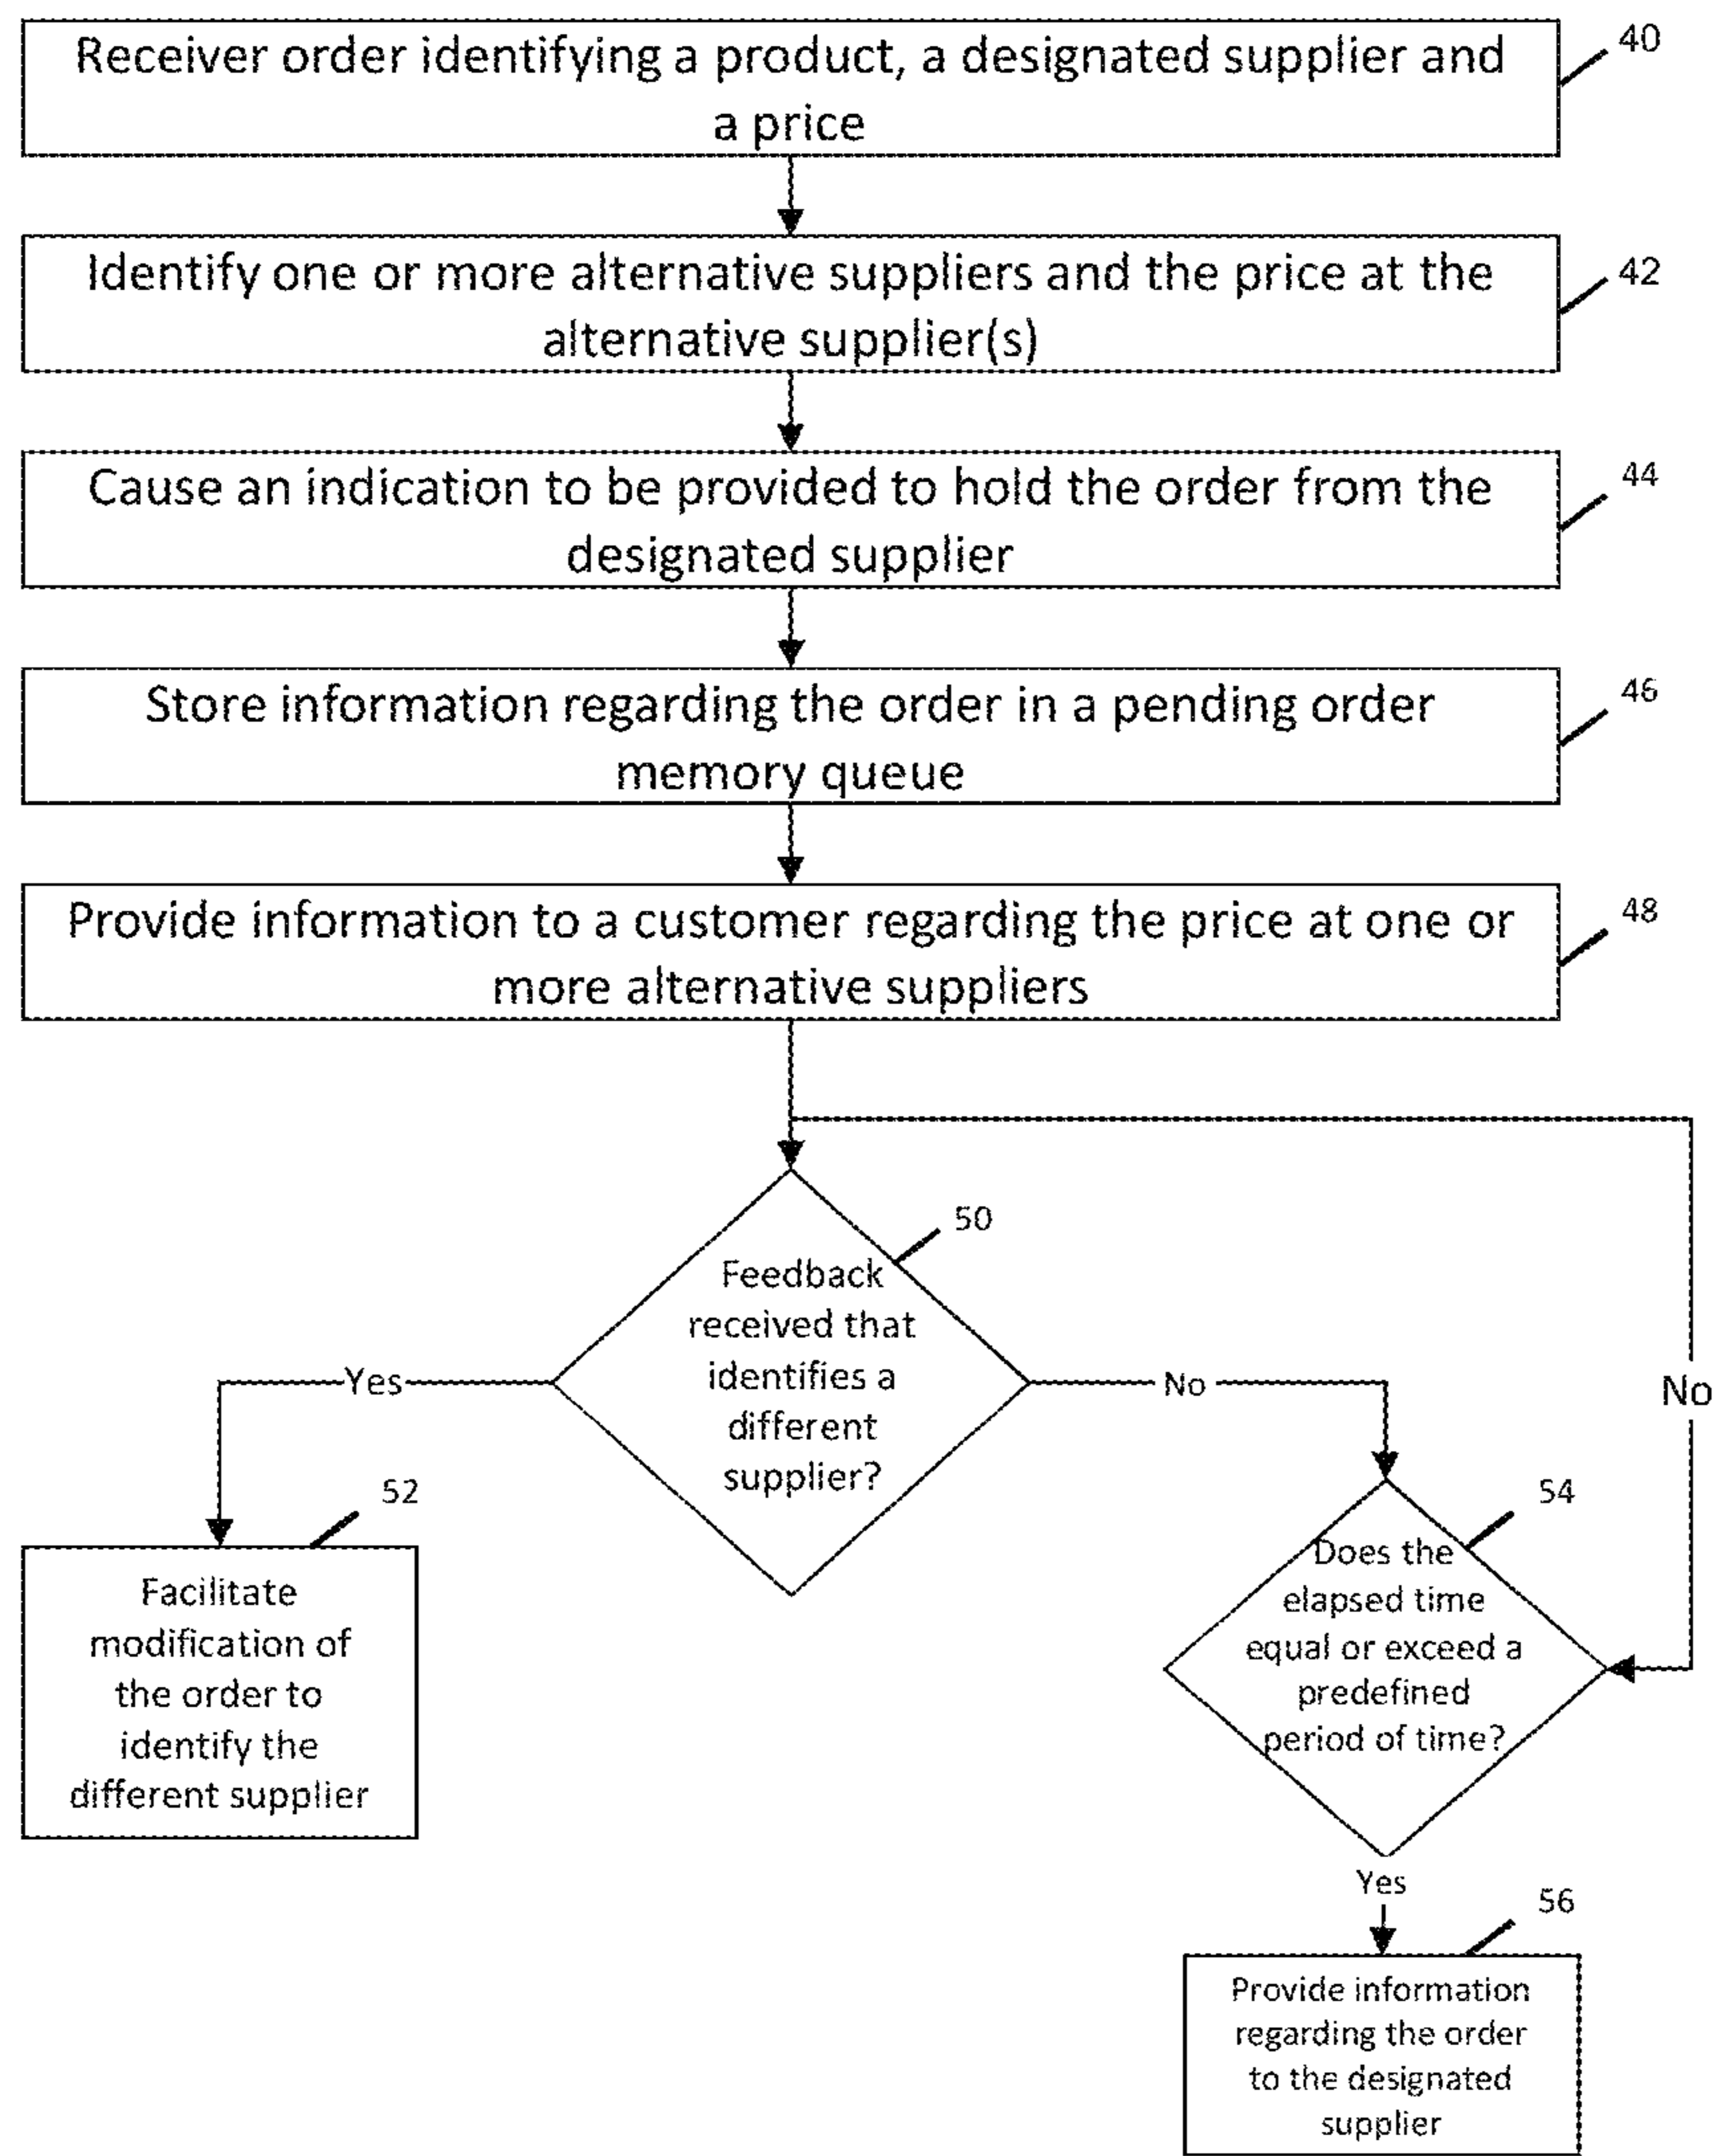 Receiver order identifying a product, a designated supplier and
a price
40
Identify one or more alternative suppliers and the price at the
alternative supplier(s)
42
Cause an indication to be provided to hold the order from the
designated supplier
44
Store information regarding the order in a pending order
memory queue
46
Provide information to a customer regarding the price at one or
more alternative suppliers
48
50
Feedback
received that
identifies a
different
supplier?
Yes
No
No
52
Facilitate
modification of
the order to
identify the
different supplier
54
Does the
elapsed time
equal or exceed a
predefined
period of time?
Yes
56
Provide information
regarding the order
to the designated
supplier